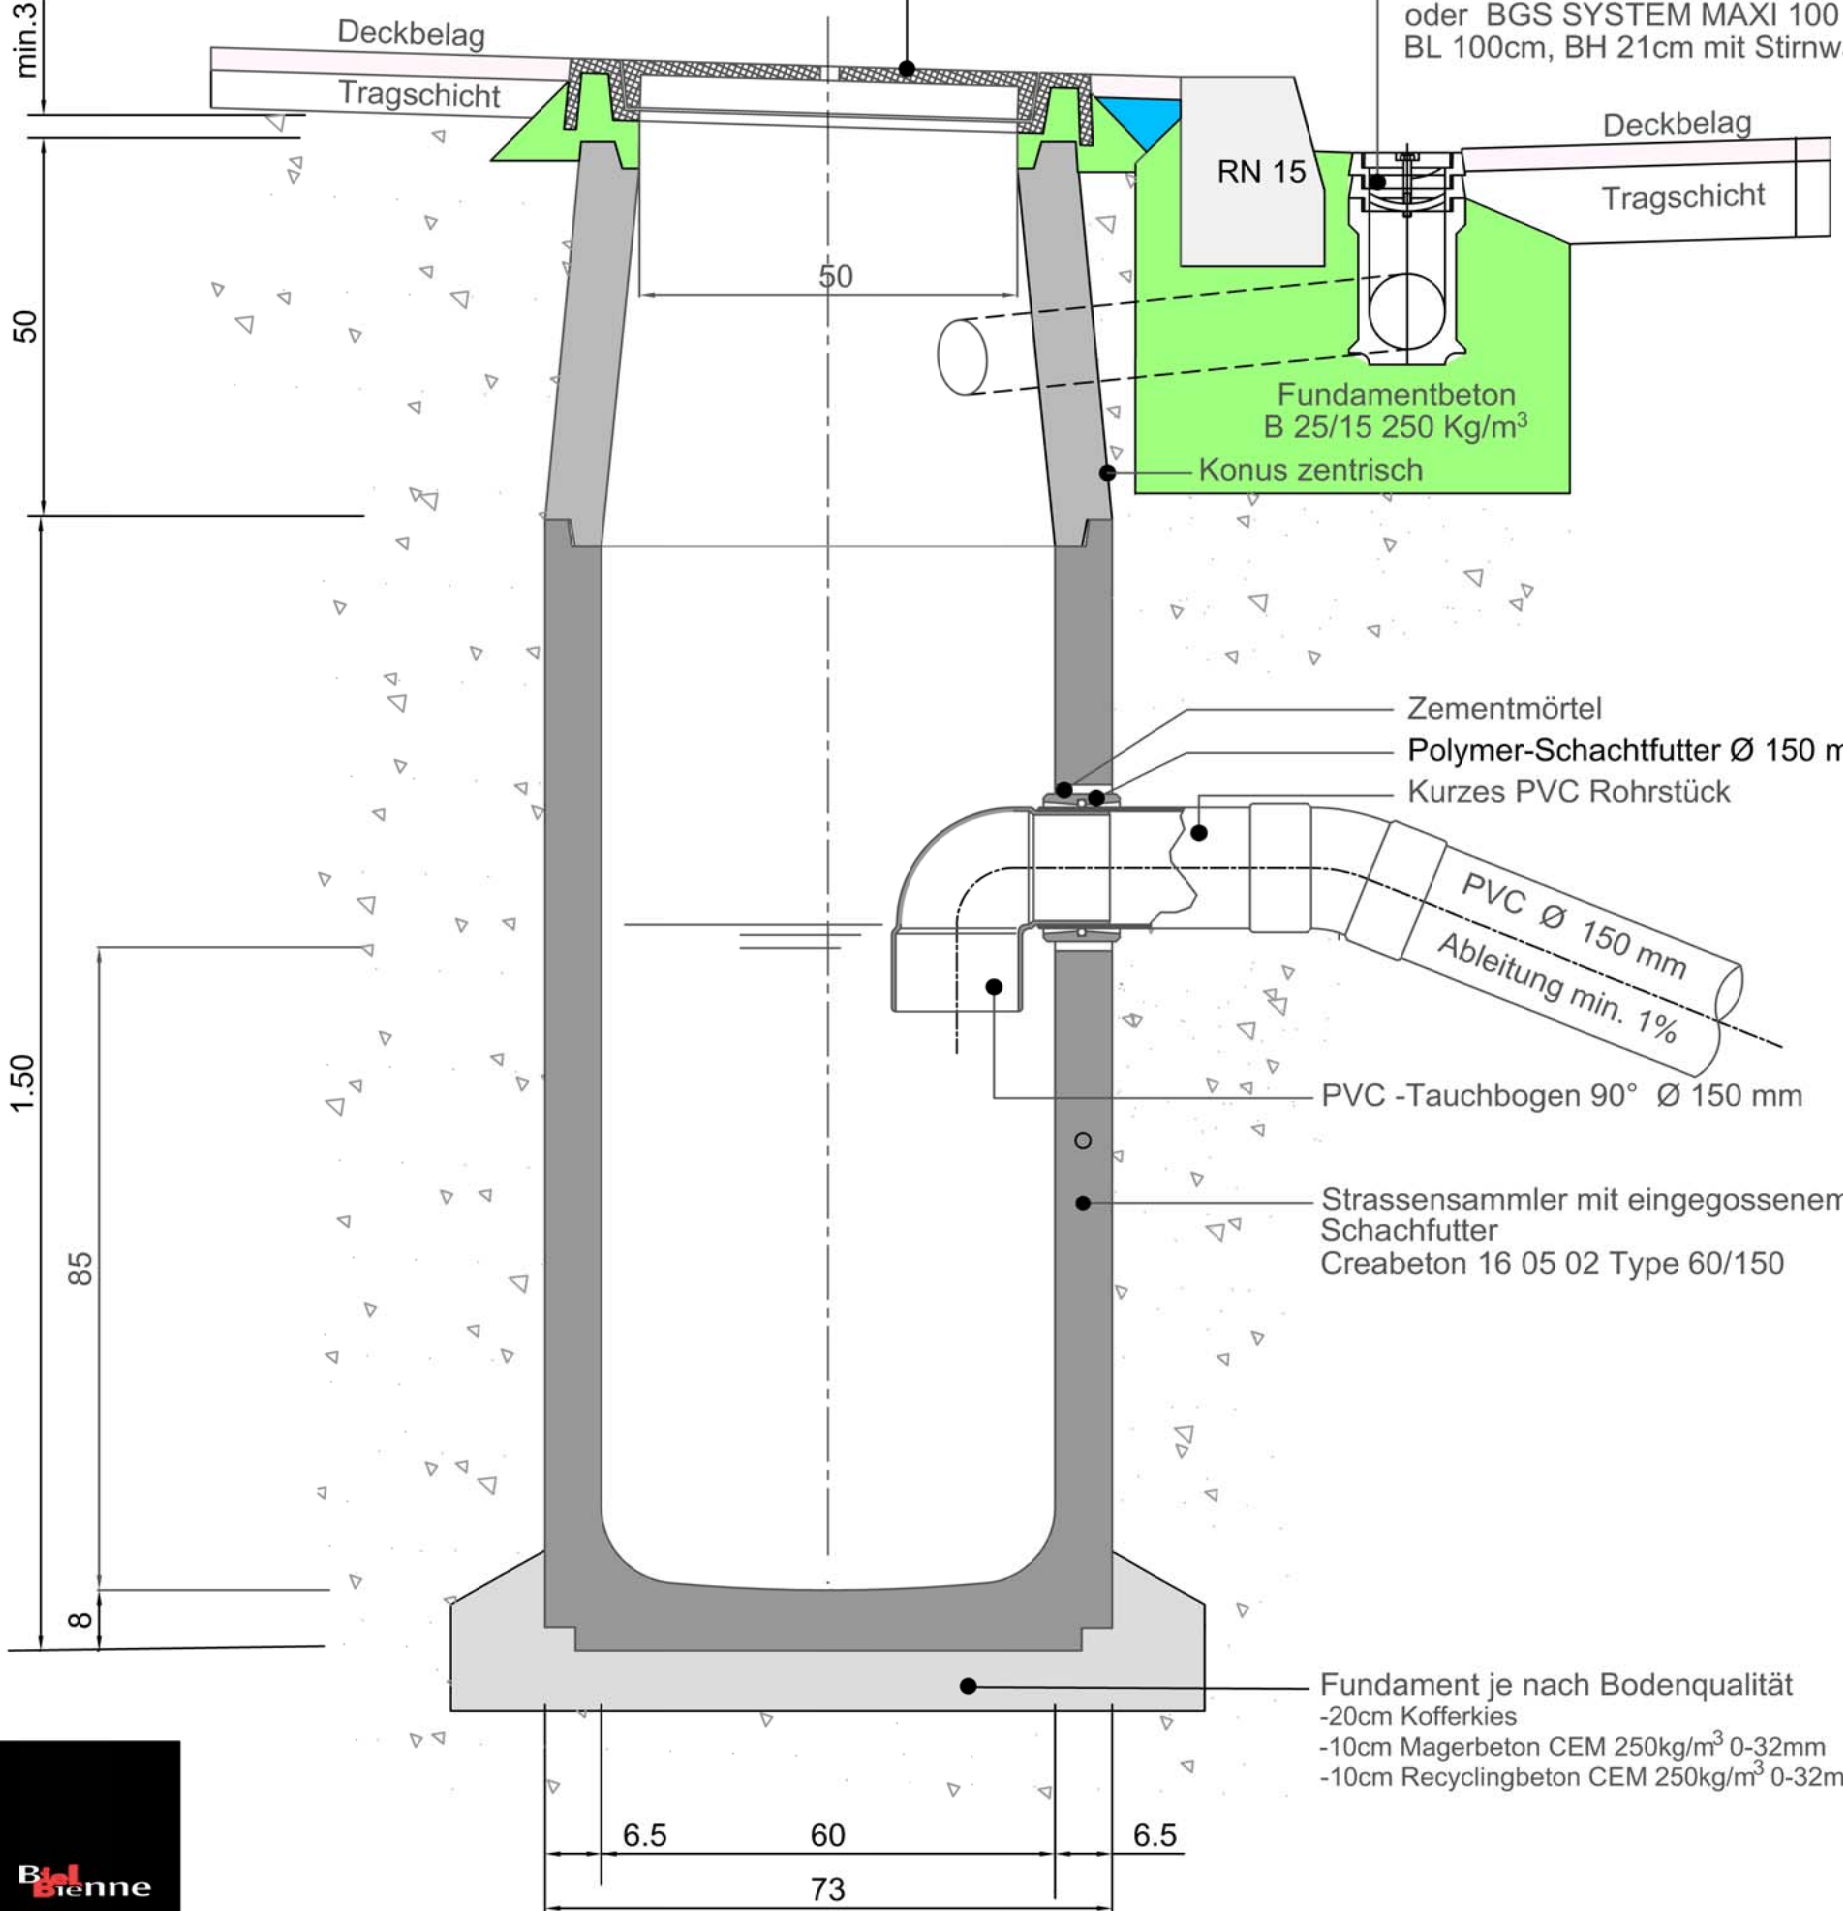 min.3
oder BGS SYSTEM MAXI 100
BL 100cm, BH 21cm mit
Deckbelag
Tragschicht
RN 15
Deckbelag
Tragschicht
50
50
Fundamentbeton
B 25/15 250 Kg/m³
Konus zentrisch
Zementmörtel
Polymer-Schachtfutter Ø 150
Kurzes PVC Rohrstück
PVC Ø 150 mm
Ableitung min. 1%
1.50
PVC -Tauchbogen 90° Ø 150 mm
Strassensammler mit eingegossenem
Schachfutter
Creabeton 16 05 02 Type 60/150
85
8
Fundament je nach Bodenqualität
-20cm Kofferkies
-10cm Magerbeton CEM 250kg/m³ 0-32mm
-10cm Recyclingbeton CEM 250kg/m³ 0-32m
6.5 60 6.5
73
Biel
Bienne